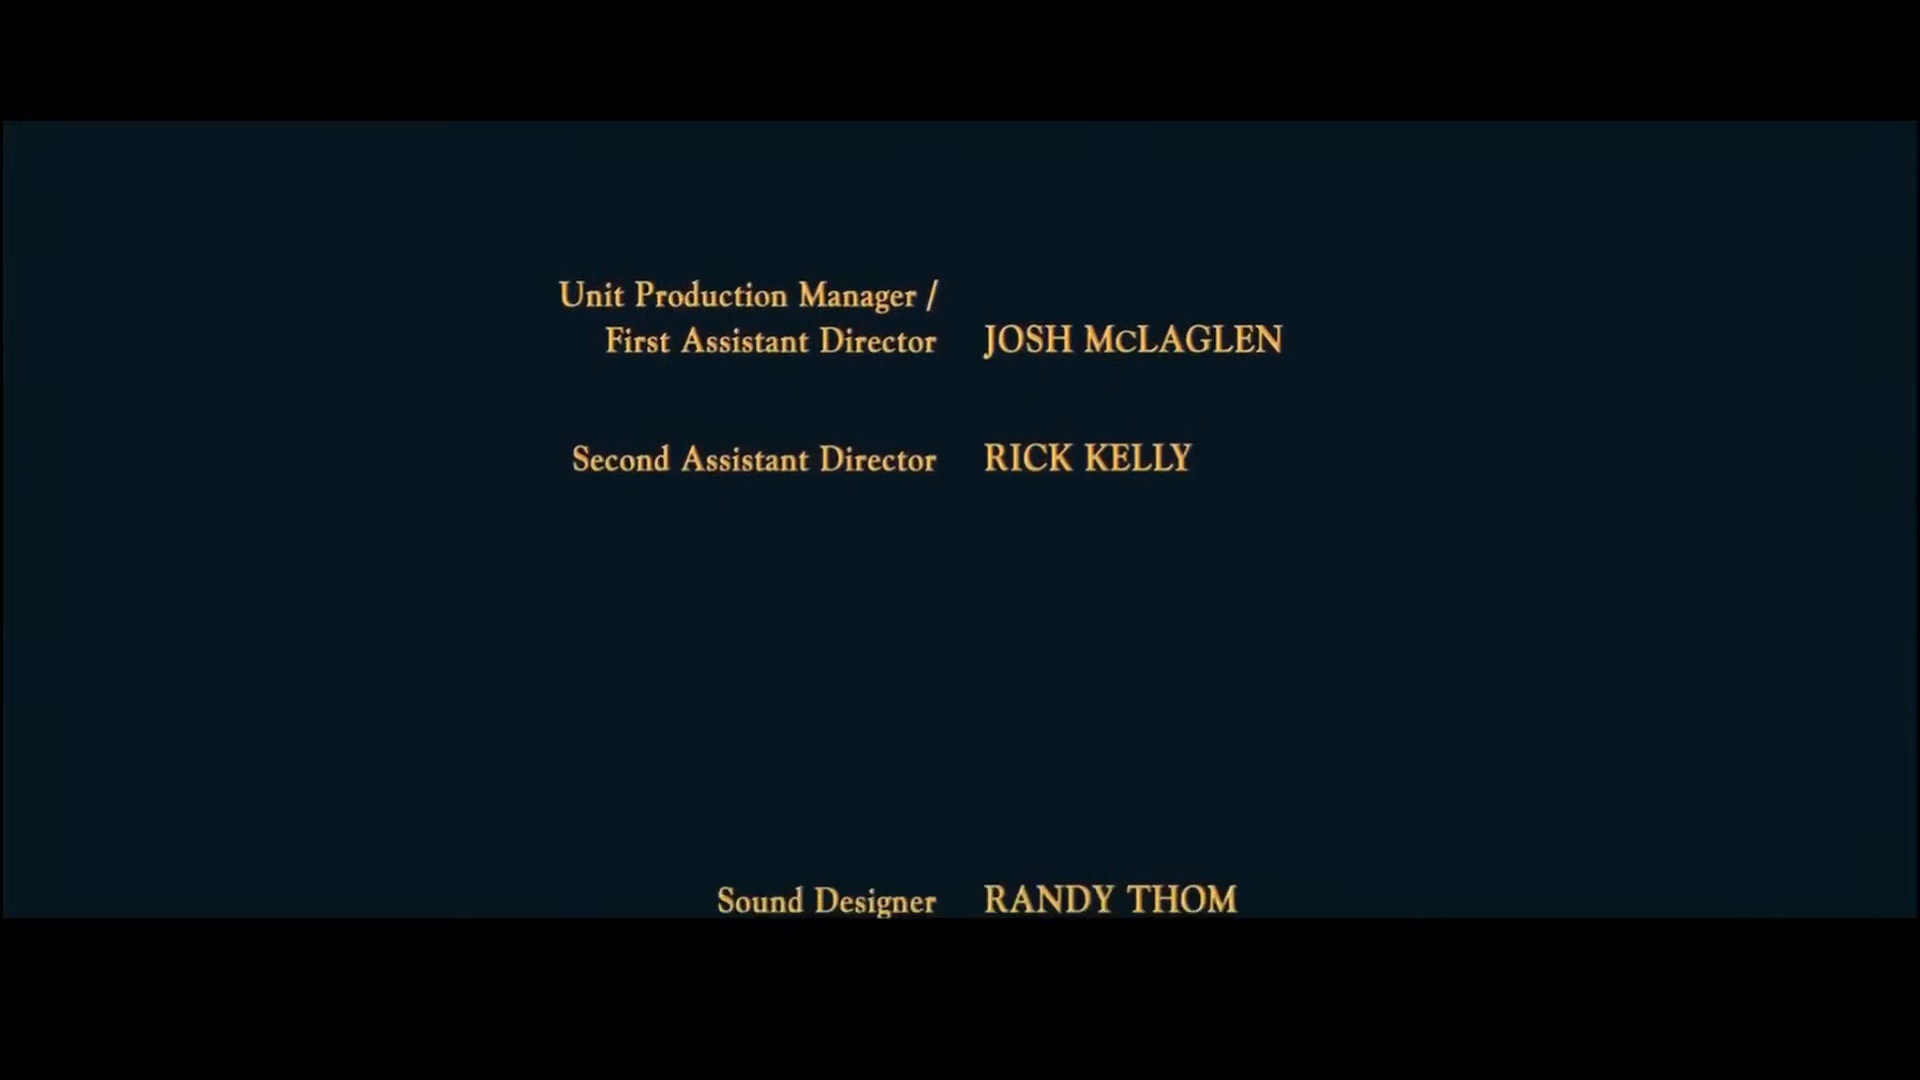 Unit Production Manager /
First Assistant Director JOSH McLAGLEN
Second Assistant Director RICK KELLY
Sound Designer RANDY THOM